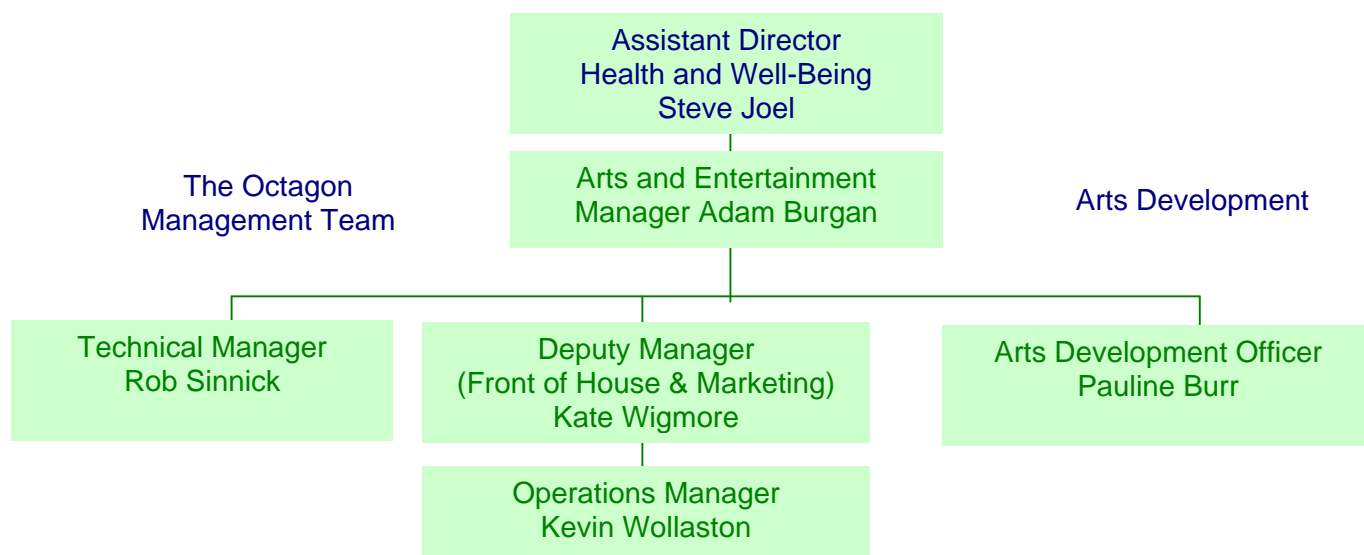 Assistant Director
Health and Well-Being
Steve Joel
The Octagon
Management Team
Arts and Entertainment
Manager Adam Burgan
Arts Development
Technical Manager
Rob Sinnick
Deputy Manager
(Front of House & Marketing)
Kate Wigmore
Arts Development Officer
Pauline Burr
Operations Manager
Kevin Wollaston